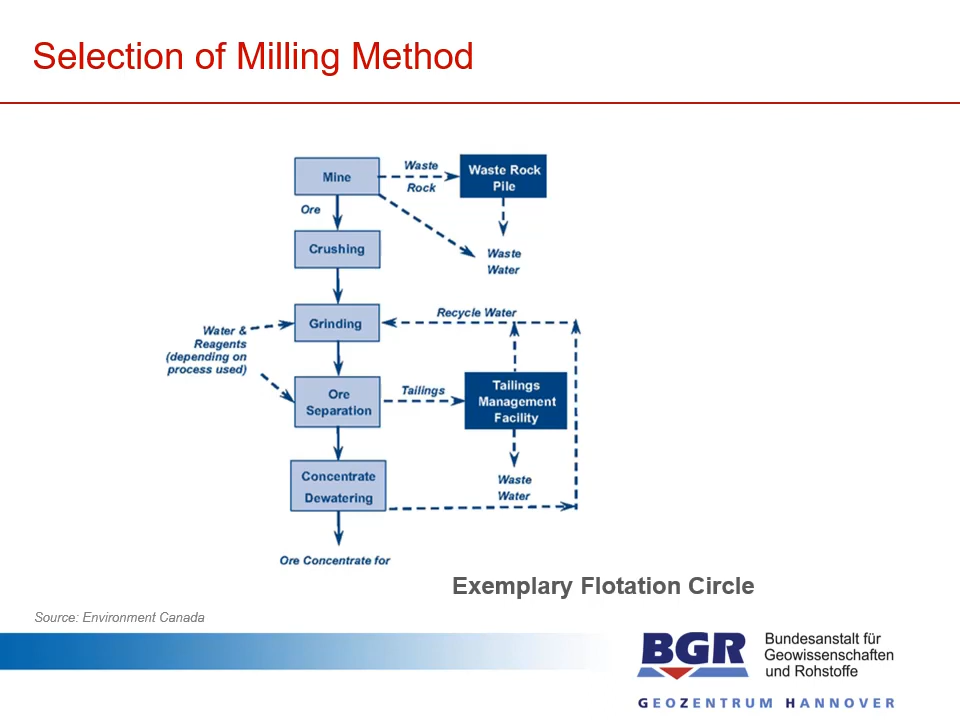 Selection of Milling Method
Mine
Waste
Rock
Waste Rock
Pile
Ore
Crushing
Waste
Water
Grinding
Recycle Water
Water &
Reagents
(depending on
process used)
Ore
Separation
Tailings
Tailings
Management
Facility
Concentrate
Dewatering
Waste
Water
Ore Concentrate for
Exemplary Flotation Circle
Source: Environment Canada
BGR
Bundesanstalt für
Geowissenschaften
und Rohstoffe
GEOZENTRUM HANNOVER